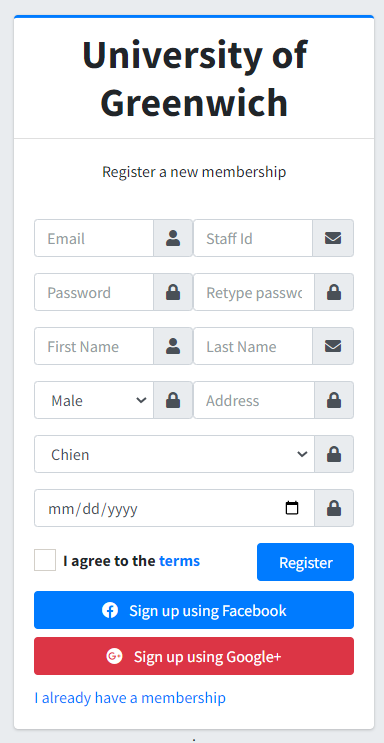 University of
Greenwich
Register a new membership
Email Staff Id
Password Retype passwo
First Name Last Name
Male Address
Chien
mm/dd/yyyy
I agree to the terms Register
Sign up using Facebook
Sign up using Google+
I already have a membership